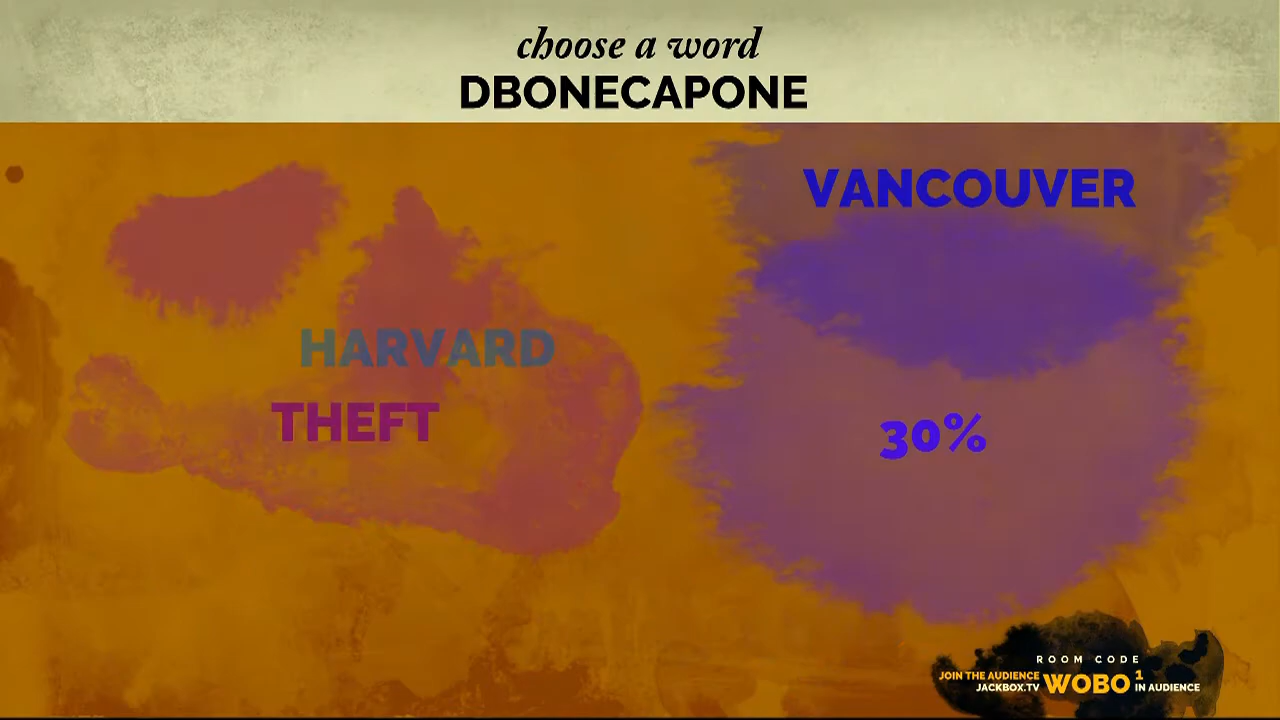 choose a word
DBONECAPONE
VANCOUVER
HARVARD
THEFT
30%
ROOM CODE
JOIN THE AUDIENCE
JACKBOX.TV
WOBO
1
IN AUDIENCE